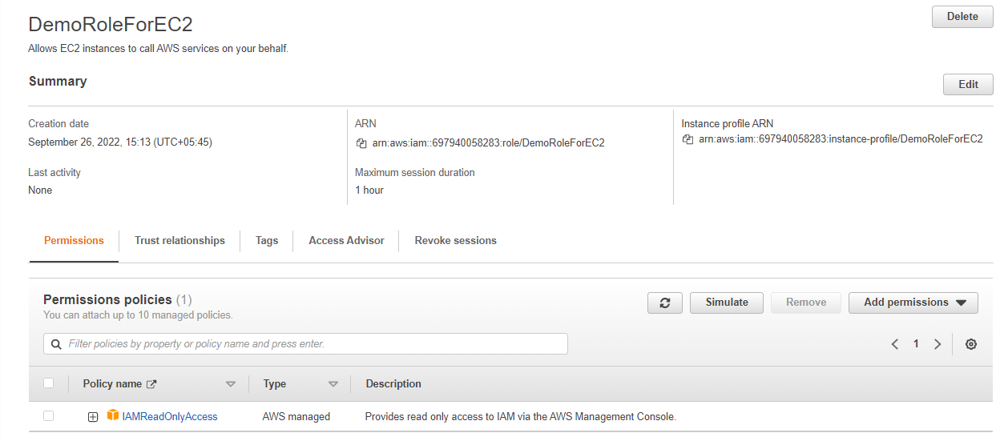 DemoRoleForEC2
Delete
Allows EC2 instances to call AWS services on your behalf.
Summary
Edit
Creation date
September 26, 2022, 15:13 (UTC+05:45)
ARN
arn:aws:iam::697940058283:role/DemoRoleForEC2
Instance profile ARN
arn:aws:iam::697940058283:instance-profile/DemoRoleForEC2
Last activity
None
Maximum session duration
1 hour
Permissions Trust relationships Tags Access Advisor Revoke sessions
Permissions policies (1)
You can attach up to 10 managed policies.
Simulate Remove Add permissions
Filter policies by property or policy name and press enter.
1
Policy name Type Description
IAMReadOnlyAccess AWS managed Provides read only access to IAM via the AWS Management Console.